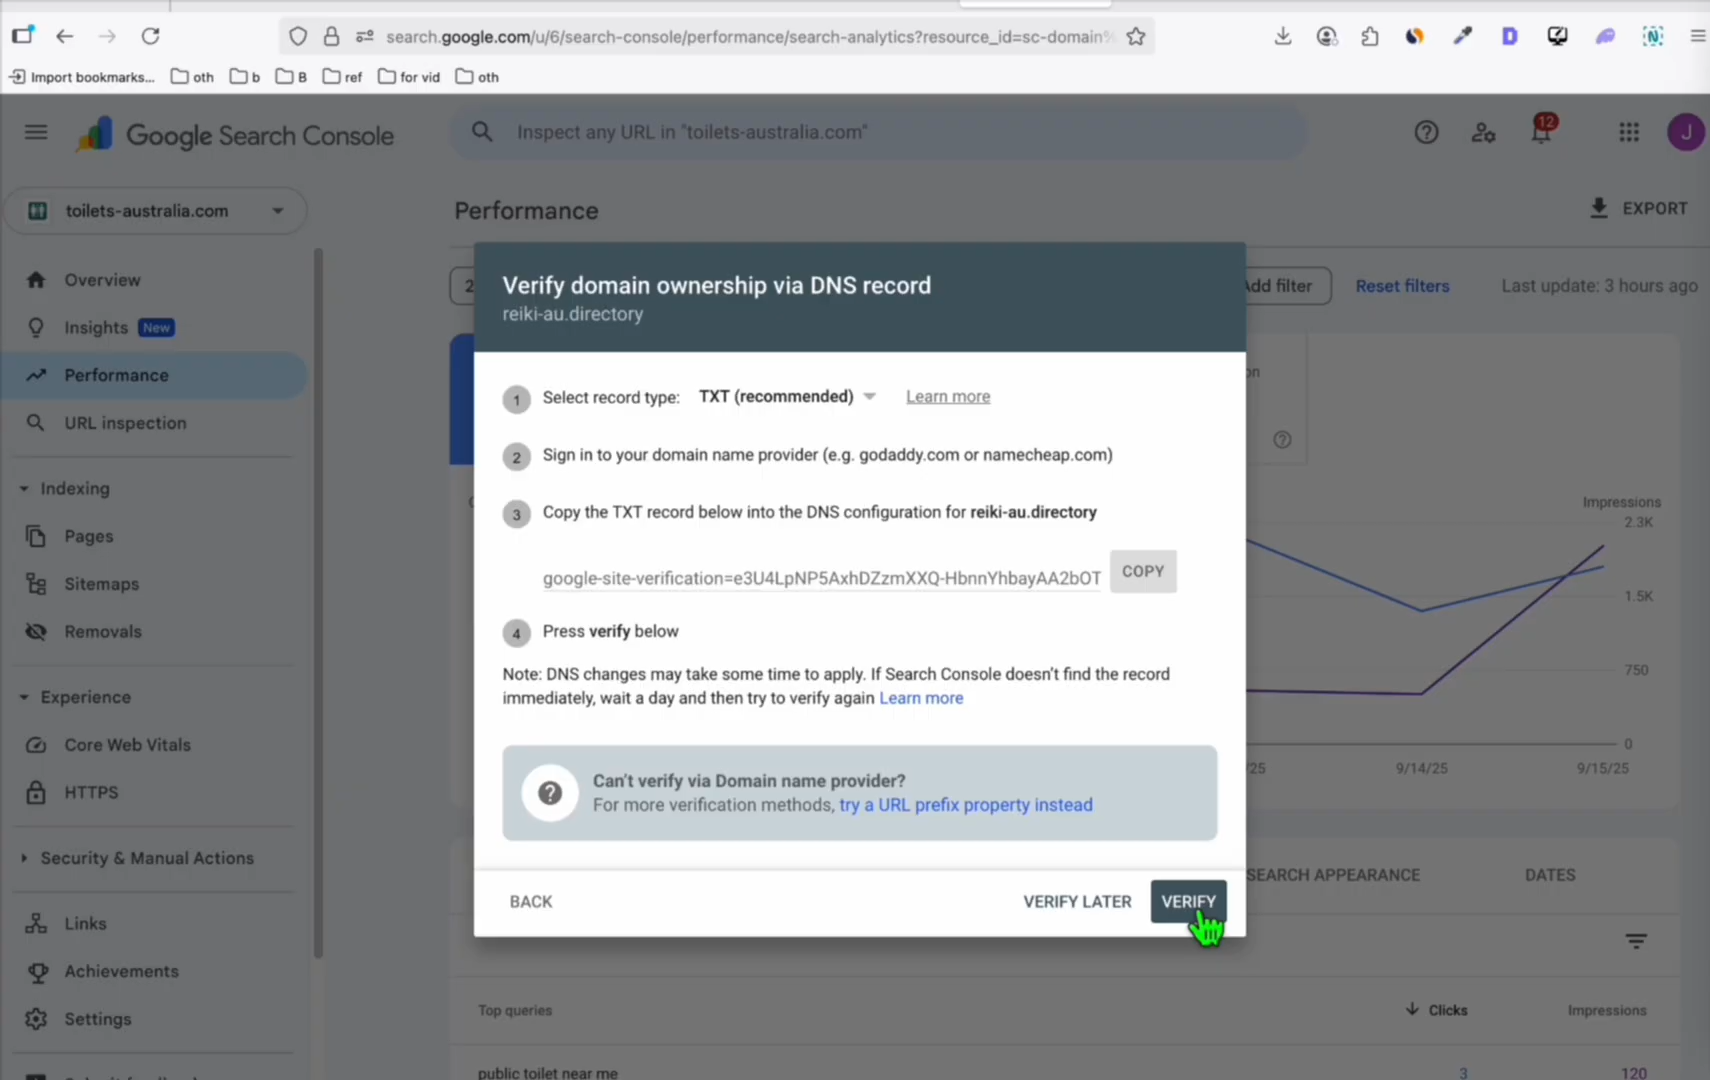 search.google.com/u/6/search-console/performance/search-analytics?resource_id=sc-domain%
Import bookmarks...
oth
b
B
ref
for vid
oth
Google Search Console
Inspect any URL in "toilets-australia.com"
12
J
toilets-australia.com
Performance
EXPORT
Overview
Insights New
Performance
URL inspection
Indexing
Pages
Sitemaps
Removals
Experience
Core Web Vitals
HTTPS
Security & Manual Actions
Links
Achievements
Settings
Add filter
Reset filters
Last update: 3 hours ago
Verify domain ownership via DNS record
reiki-au.directory
1 Select record type: TXT (recommended) Learn more
2 Sign in to your domain name provider (e.g. godaddy.com or namecheap.com)
3 Copy the TXT record below into the DNS configuration for reiki-au.directory
google-site-verification=e3U4LpNP5AxhDZzmXXQ-HbnnYhbayAA2bOT COPY
4 Press verify below
Note: DNS changes may take some time to apply. If Search Console doesn't find the record
immediately, wait a day and then try to verify again Learn more
Can't verify via Domain name provider?
For more verification methods, try a URL prefix property instead
BACK
VERIFY LATER
VERIFY
Impressions
2.3K
1.5K
750
0
/25
9/14/25
9/15/25
SEARCH APPEARANCE
DATES
Top queries
Clicks
Impressions
public toilet near me
3
120